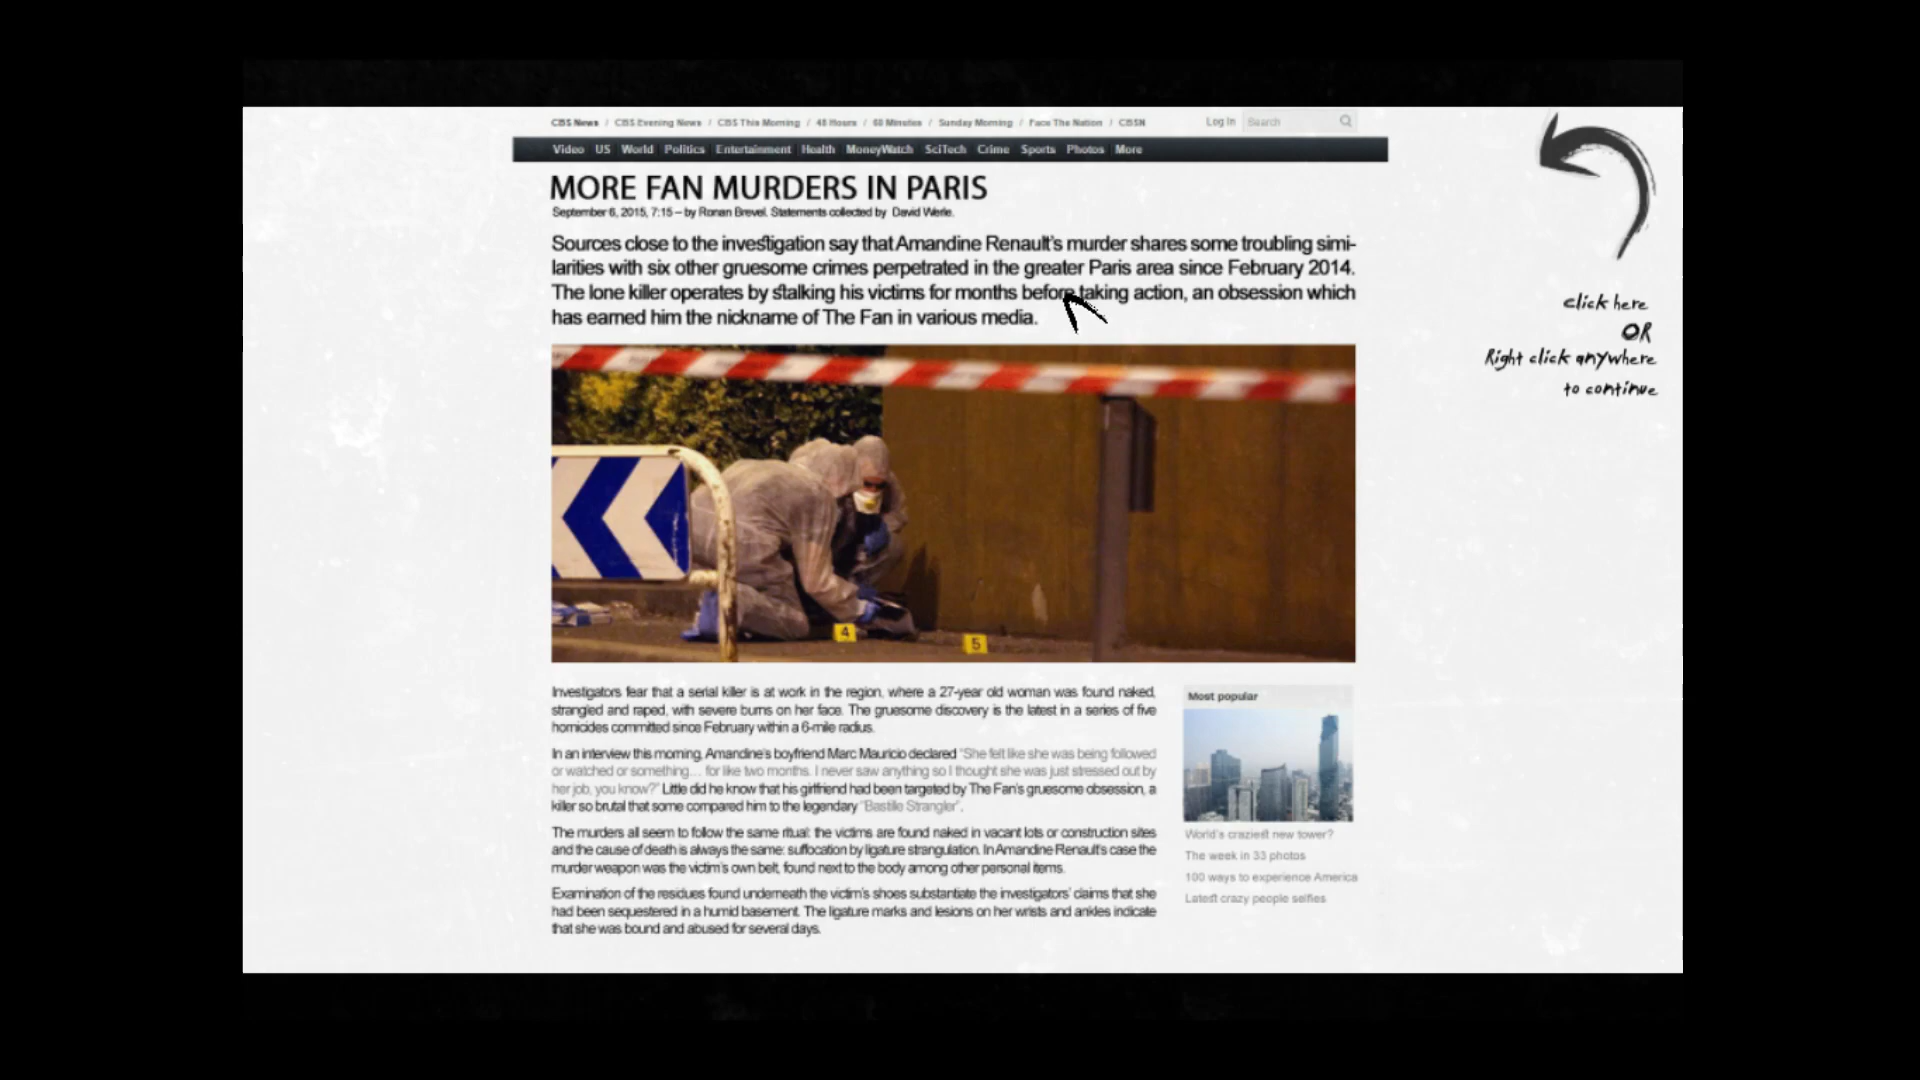 CBS News / CBS Evening News / CBS This Morning / 48 Hours / 60 Minutes / Sunday Morning / Face The Nation / CBSN
Log In Search
Video US World Politics Entertainment Health MoneyWatch SciTech Crime Sports Photos More
MORE FAN MURDERS IN PARIS
September 6, 2015, 7:15 – by Ronan Brevel. Statements collected by David Werle.
Sources close to the investigation say that Amandine Renault's murder shares some troubling simi-
larities with six other gruesome crimes perpetrated in the greater Paris area since February 2014.
The lone killer operates by stalking his victims for months before taking action, an obsession which
has earned him the nickname of The Fan in various media.
click here
OR
Right click anywhere
to continue
4
5
Investigators fear that a serial killer is at work in the region, where a 27-year old woman was found naked,
strangled and raped, with severe burns on her face. The gruesome discovery is the latest in a series of five
homicides committed since February within a 6-mile radius.
In an interview this morning, Amandine's boyfriend Marc Mauricio declared "She felt like she was being followed
or watched or something... for like two months. I never saw anything so I thought she was just stressed out by
her job, you know?" Little did he know that his girlfriend had been targeted by The Fan's gruesome obsession, a
killer so brutal that some compared him to the legendary "Bastille Strangler".
The murders all seem to follow the same ritual: the victims are found naked in vacant lots or construction sites
and the cause of death is always the same: suffocation by ligature strangulation. In Amandine Renault's case the
murder weapon was the victim's own belt, found next to the body among other personal items.
Examination of the residues found underneath the victim's shoes substantiate the investigators' claims that she
had been sequestered in a humid basement. The ligature marks and lesions on her wrists and ankles indicate
that she was bound and abused for several days.
Most popular
World's craziest new tower?
The week in 33 photos
100 ways to experience America
Latest crazy people selfies